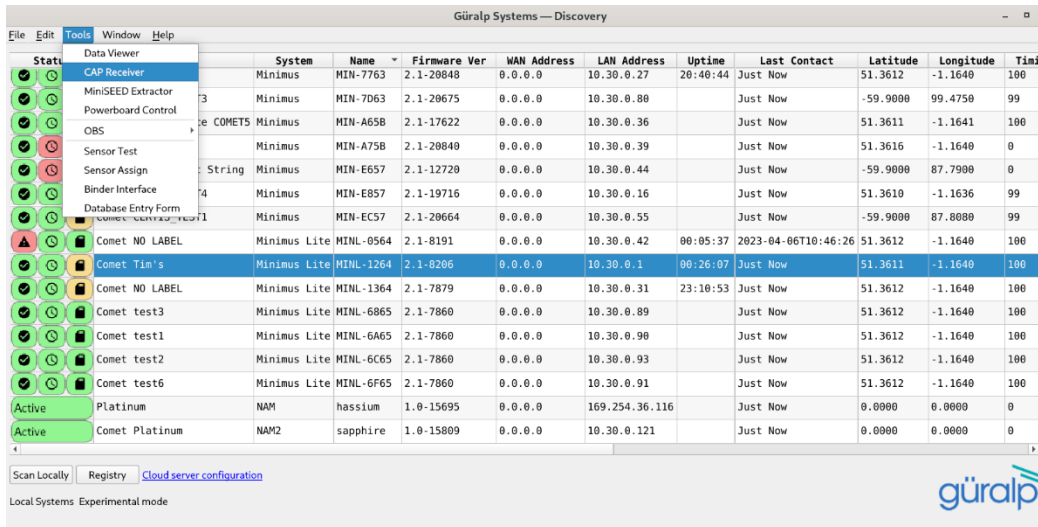 Güralp Systems — Discovery
File Edit Tools Window Help
Data Viewer
CAP Receiver
MiniSEED Extractor
Powerboard Control
OBS
Sensor Test
Sensor Assign
Binder Interface
Database Entry Form
System Name Firmware Ver WAN Address LAN Address Uptime Last Contact Latitude Longitude
Minimus MIN-7763 2.1-20848 0.0.0.0 10.30.0.27 20:40:44 Just Now 51.3612 -1.1640 100
Minimus MIN-7D63 2.1-20675 0.0.0.0 10.30.0.80 Just Now -59.9000 99.4750 99
COMET5 Minimus MIN-A65B 2.1-17622 0.0.0.0 10.30.0.36 Just Now 51.3611 -1.1641 100
Minimus MIN-A75B 2.1-20840 0.0.0.0 10.30.0.39 Just Now 51.3616 -1.1640 0
String Minimus MIN-E657 2.1-12720 0.0.0.0 10.30.0.44 Just Now -59.9000 87.7900 0
Minimus MIN-E857 2.1-19716 0.0.0.0 10.30.0.16 Just Now 51.3610 -1.1636 99
Minimus MIN-EC57 2.1-20664 0.0.0.0 10.30.0.55 Just Now -59.9000 87.8080 99
Comet NO LABEL Minimus Lite MINL-0564 2.1-8191 0.0.0.0 10.30.0.42 00:05:37 2023-04-06T10:46:26 51.3612 -1.1640 100
Comet Tim's Minimus Lite MINL-1264 2.1-8206 0.0.0.0 10.30.0.1 00:26:07 Just Now 51.3611 -1.1640 100
Comet NO LABEL Minimus Lite MINL-1364 2.1-7879 0.0.0.0 10.30.0.31 23:10:53 Just Now 51.3612 -1.1640 100
Comet test3 Minimus Lite MINL-6865 2.1-7860 0.0.0.0 10.30.0.89 Just Now 51.3612 -1.1640 100
Comet test1 Minimus Lite MINL-6A65 2.1-7860 0.0.0.0 10.30.0.90 Just Now 51.3612 -1.1640 100
Comet test2 Minimus Lite MINL-6C65 2.1-7860 0.0.0.0 10.30.0.93 Just Now 51.3612 -1.1640 100
Comet test6 Minimus Lite MINL-6F65 2.1-7860 0.0.0.0 10.30.0.91 Just Now 51.3612 -1.1640 100
Active Platinum NAM hassium 1.0-15695 0.0.0.0 169.254.36.116 Just Now 0.0000 0.0000 0
Active Comet Platinum NAM2 sapphire 1.0-15809 0.0.0.0 10.30.0.121 Just Now 0.0000 0.0000 0
Scan Locally Registry Cloud server configuration
Local Systems Experimental mode
güralp